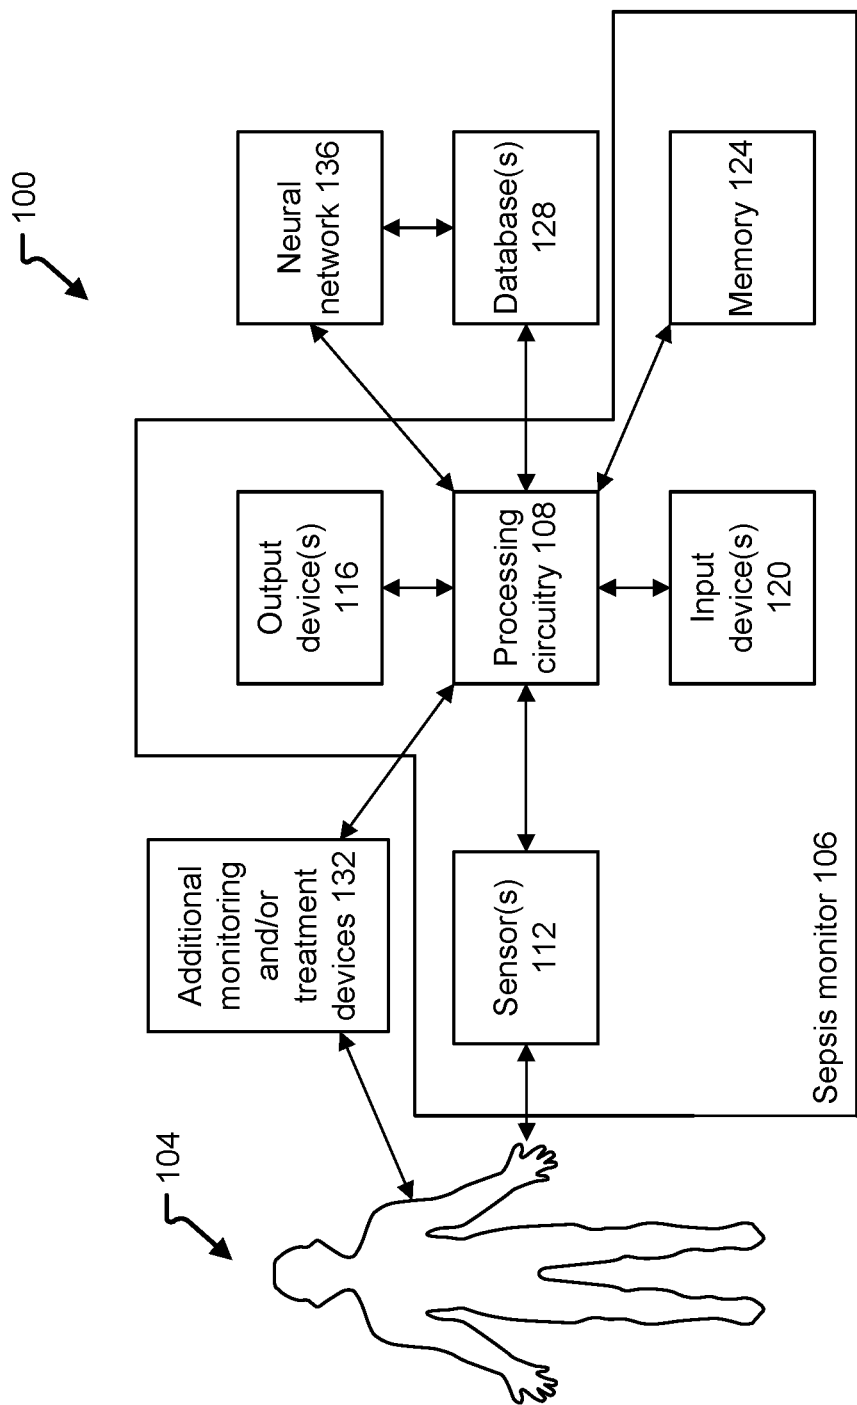 100
104
Additional
monitoring
and/or
treatment
devices 132
Output
device(s)
116
Neural
network 136
Sensor(s)
112
Processing
circuitry 108
Database(s)
128
Input
device(s)
120
Memory 124
Sepsis monitor 106